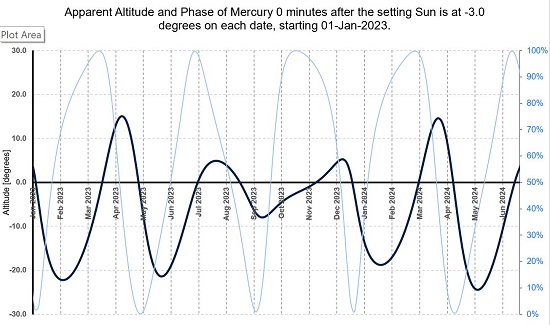 Apparent Altitude and Phase of Mercury 0 minutes after the setting Sun is at -3.0
degrees on each date, starting 01-Jan-2023.
Plot Area
30.0
20.0
10.0
0.0
-10.0
-20.0
-30.0
Altitude [degrees]
Jan 2023
Feb 2023
Mar 2023
Apr 2023
May 2023
Jun 2023
Jul 2023
Aug 2023
Sep 2023
Oct 2023
Nov 2023
Dec 2023
Jan 2024
Feb 2024
Mar 2024
Apr 2024
May 2024
Jun 2024
100%
90%
80%
70%
60%
50%
40%
30%
20%
10%
0%